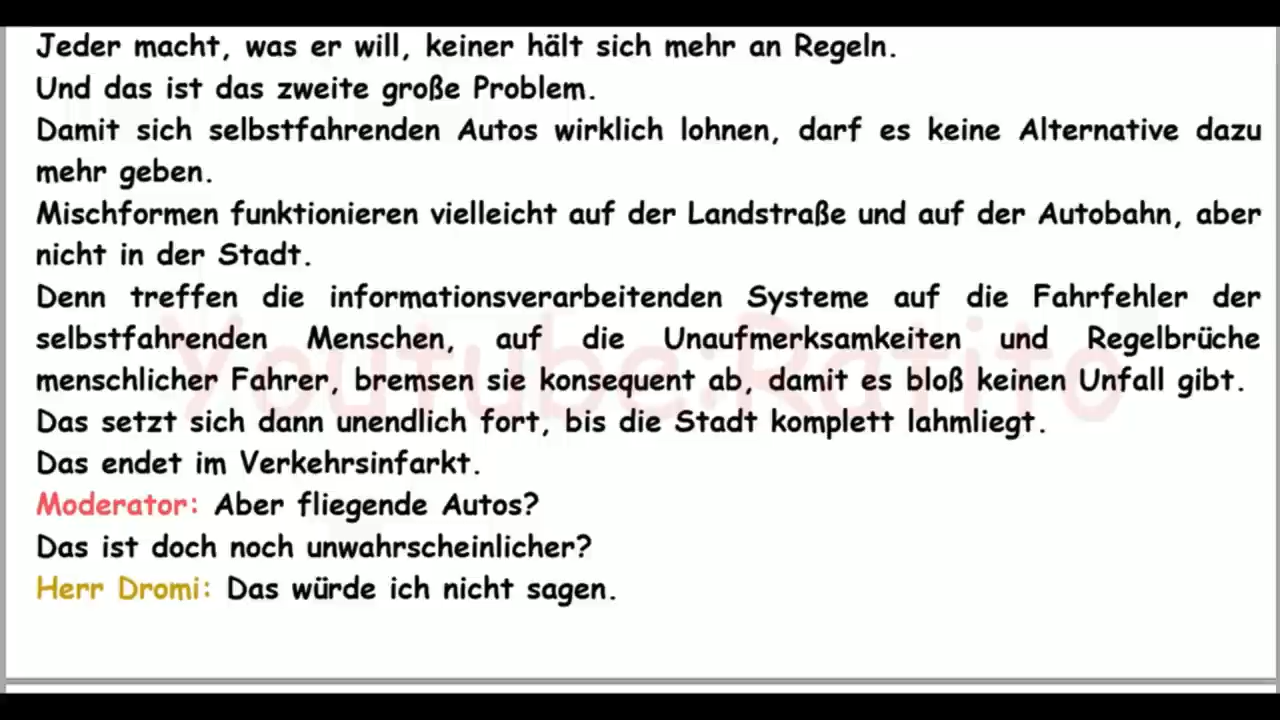 Jeder macht, was er will, keiner hält sich mehr an Regeln.
Und das ist das zweite große Problem.
Damit sich selbstfahrenden Autos wirklich lohnen, darf es keine Alternative dazu
mehr geben.
Mischformen funktionieren vielleicht auf der Landstraße und auf der Autobahn, aber
nicht in der Stadt.
Denn treffen die informationsverarbeitenden Systeme auf die Fahrfehler der
selbstfahrenden Menschen, auf die Unaufmerksamkeiten und Regelbrüche
menschlicher Fahrer, bremsen sie konsequent ab, damit es bloß keinen Unfall gibt.
Das setzt sich dann unendlich fort, bis die Stadt komplett lahmliegt.
Das endet im Verkehrsinfarkt.
Moderator: Aber fliegende Autos?
Das ist doch noch unwahrscheinlicher?
Herr Dromi: Das würde ich nicht sagen.
Youtube:Ratito